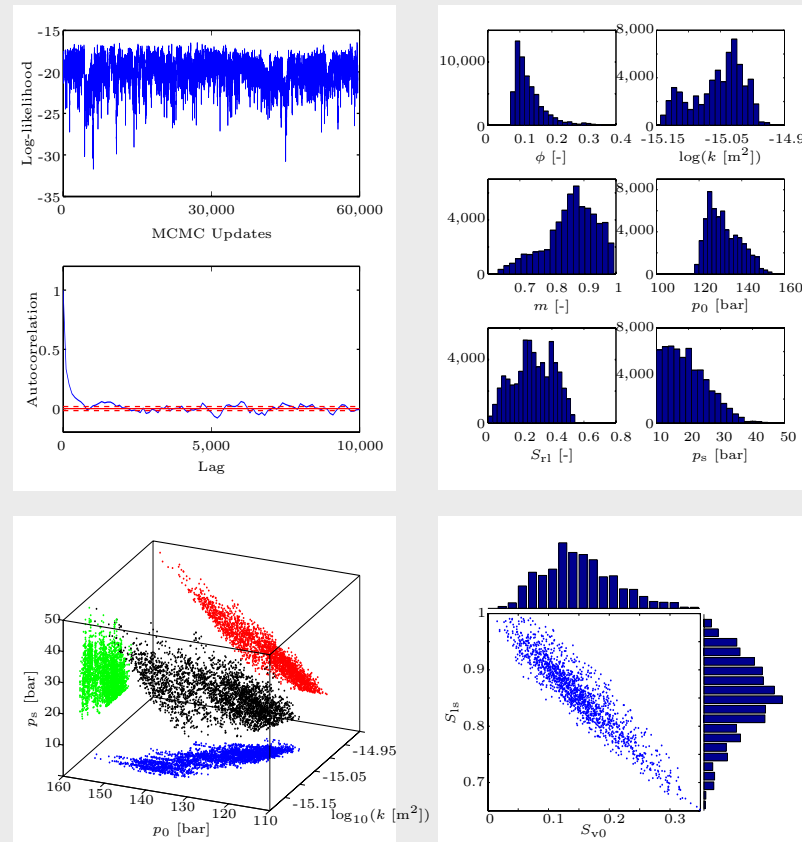 -15
-20
-25
-30
-35
Log-likelihood
0 30,000 60,000
MCMC Updates
1
0.5
0
Autocorrelation
0 5,000 10,000
Lag
10,000
0
0 0.1 0.2 0.3 0.4
ϕ [-]
8,000
4,000
0
-15.15 -15.05 -14.9
log(k [m²])
4,000
0
0.7 0.8 0.9 1
m [-]
8,000
4,000
0
100 120 140 160
p₀ [bar]
4,000
0
0 0.2 0.4 0.6 0.8
Sᵣₗ [-]
8,000
4,000
0
10 20 30 40 50
pₛ [bar]
50
40
30
20
10
pₛ [bar]
160 150 140 130 120 110
p₀ [bar]
-14.95
-15.05
-15.15
log₁₀(k [m²])
1
0.9
0.8
0.7
Sₗₛ
0 0.1 0.2 0.3
Sᵥ₀